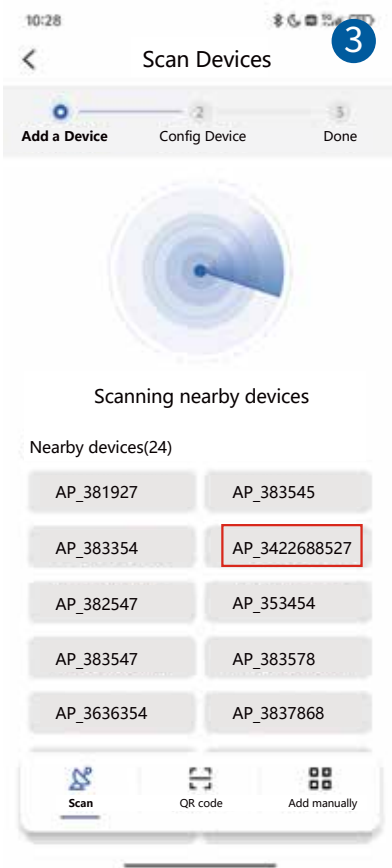 10:28
3
Scan Devices
2 3
Add a Device Config Device Done
Scanning nearby devices
Nearby devices(24)
AP_381927 AP_383545
AP_383354 AP_3422688527
AP_382547 AP_353454
AP_383547 AP_383578
AP_3636354 AP_3837868
Scan QR code Add manually